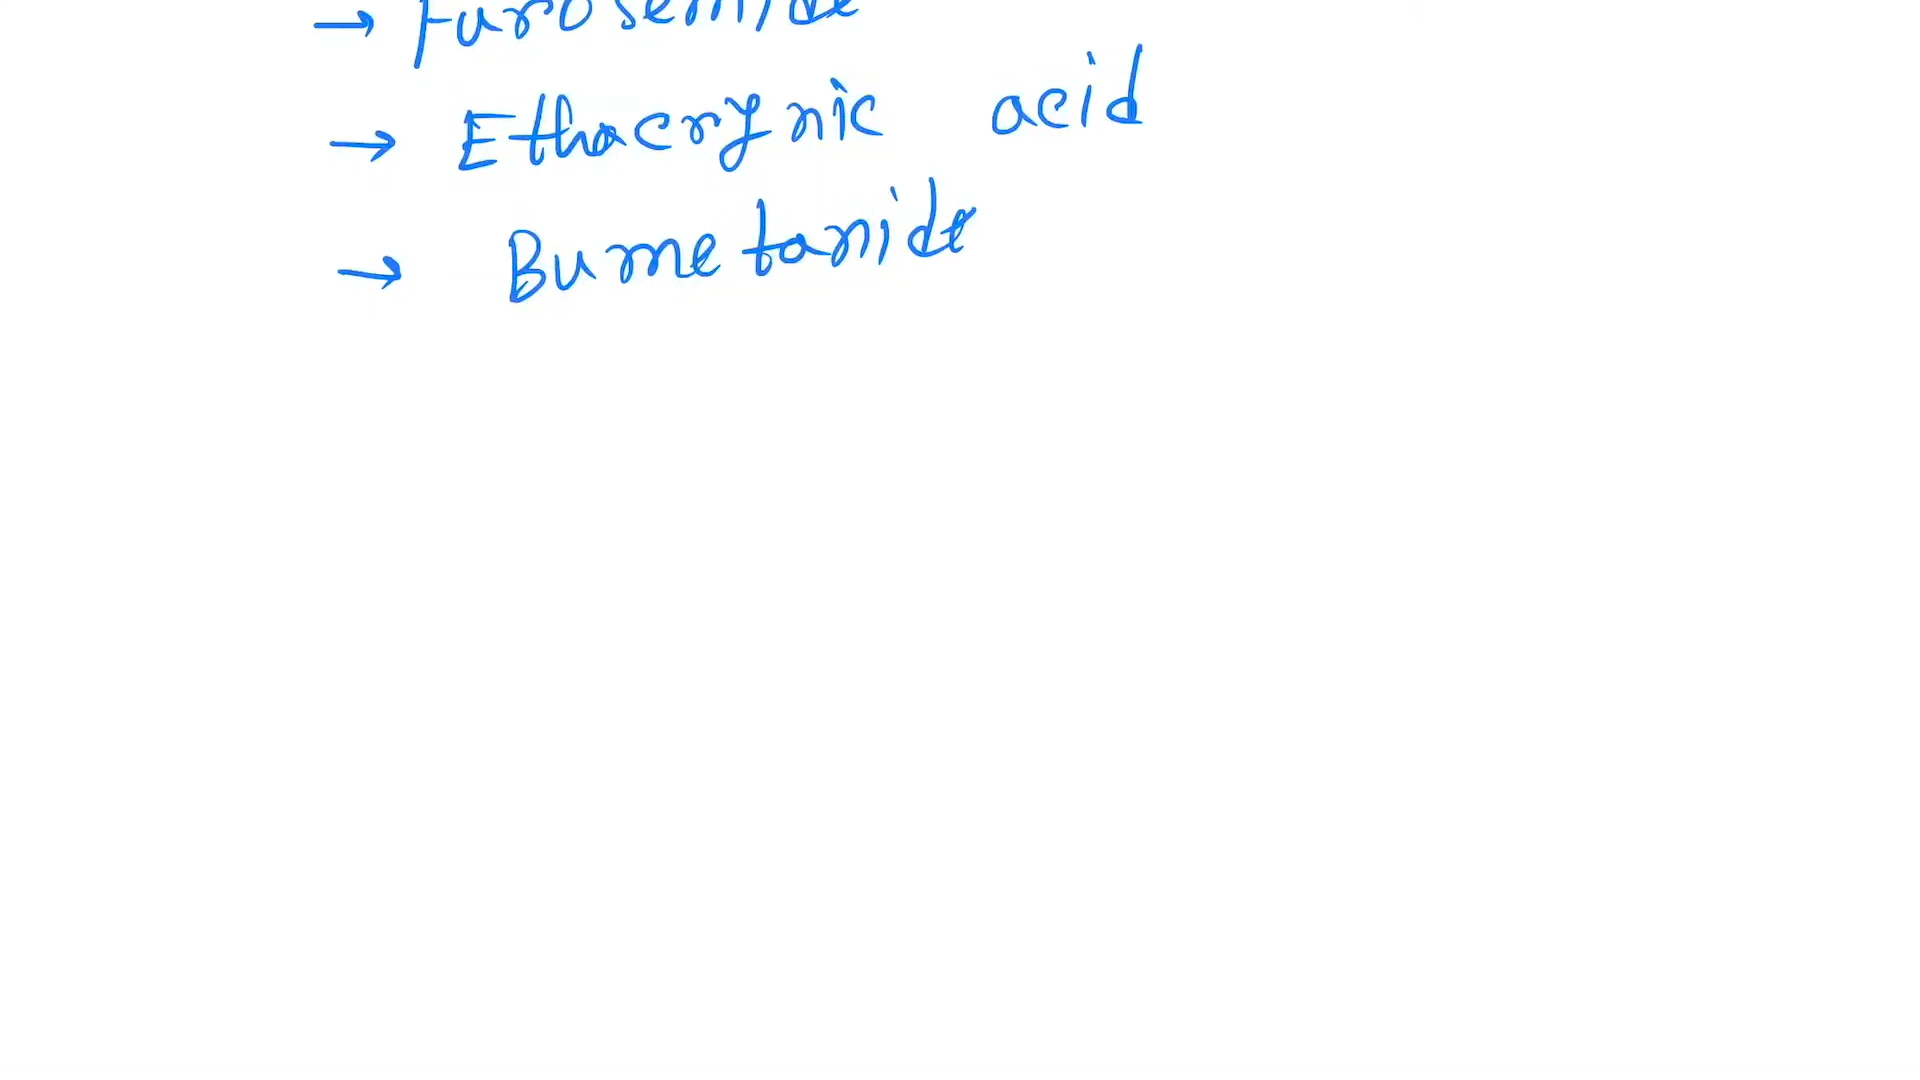 → Furosemide
→ Ethacrynic acid
→ Bumetanide